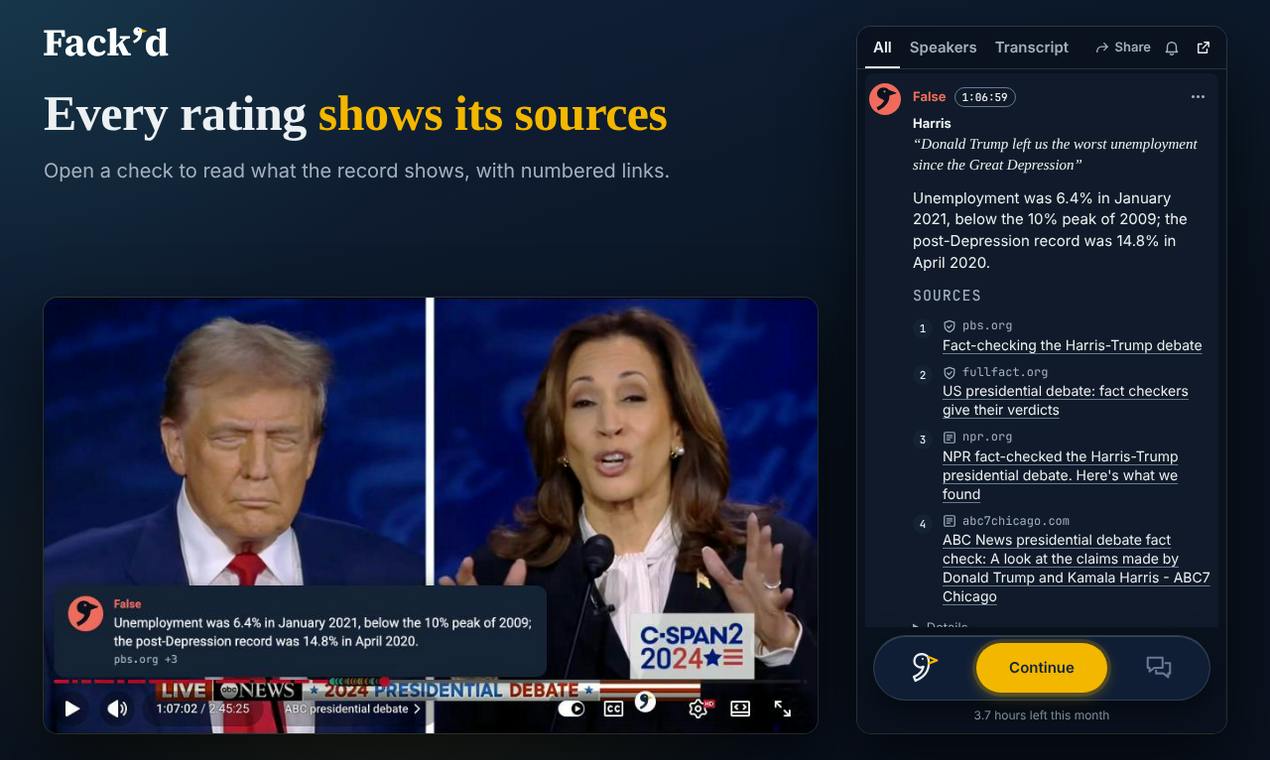 Fack’d
Every rating shows its sources
Open a check to read what the record shows, with numbered links.
All Speakers Transcript Share
False 1:06:59
Harris
“Donald Trump left us the worst unemployment
since the Great Depression”
Unemployment was 6.4% in January
2021, below the 10% peak of 2009; the
post-Depression record was 14.8% in
April 2020.
SOURCES
1 pbs.org
Fact-checking the Harris-Trump debate
2 fullfact.org
US presidential debate: fact checkers
give their verdicts
3 npr.org
NPR fact-checked the Harris-Trump
presidential debate. Here's what we
found
4 abc7chicago.com
ABC News presidential debate fact
check: A look at the claims made by
Donald Trump and Kamala Harris - ABC7
Chicago
Details
Continue
3.7 hours left this month
False
Unemployment was 6.4% in January 2021, below the 10% peak of 2009;
the post-Depression record was 14.8% in April 2020.
pbs.org +3
C-SPAN2
2024
LIVE abc NEWS 2024 PRESIDENTIAL DEBATE
1:07:02 / 2:45:25 ABC presidential debate
CC
HD